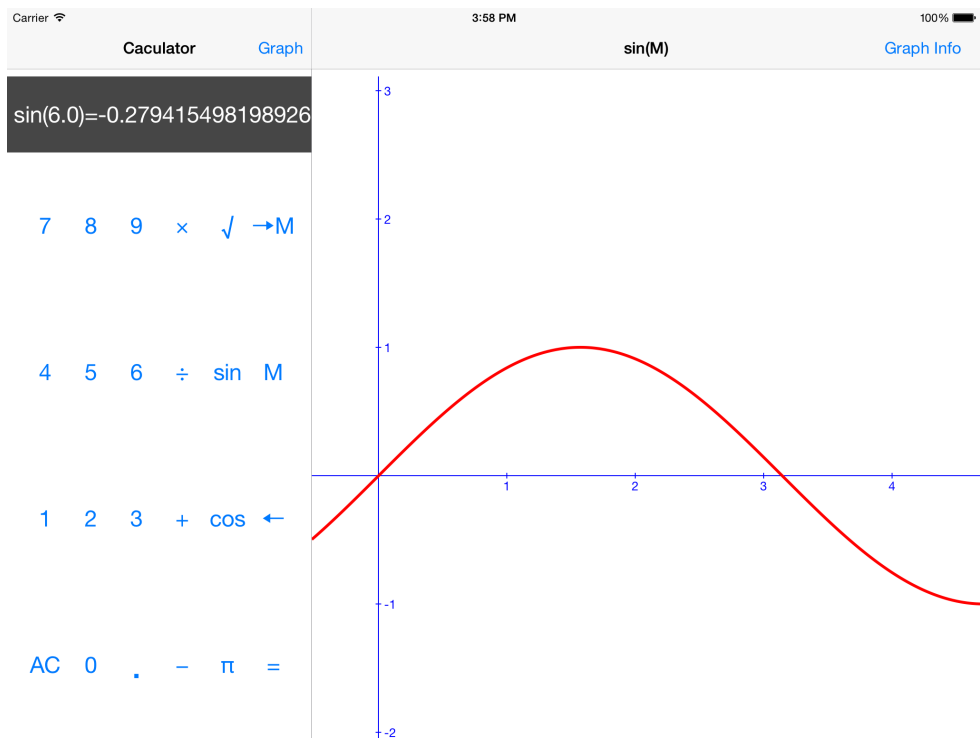 Carrier 3:58 PM 100%
Caculator Graph sin(M) Graph Info
sin(6.0)=-0.279415498198926
7 8 9 × √ →M
4 5 6 ÷ sin M
1 2 3 + cos ←
AC 0 . − π =
3
2
1
1 2 3 4
-1
-2